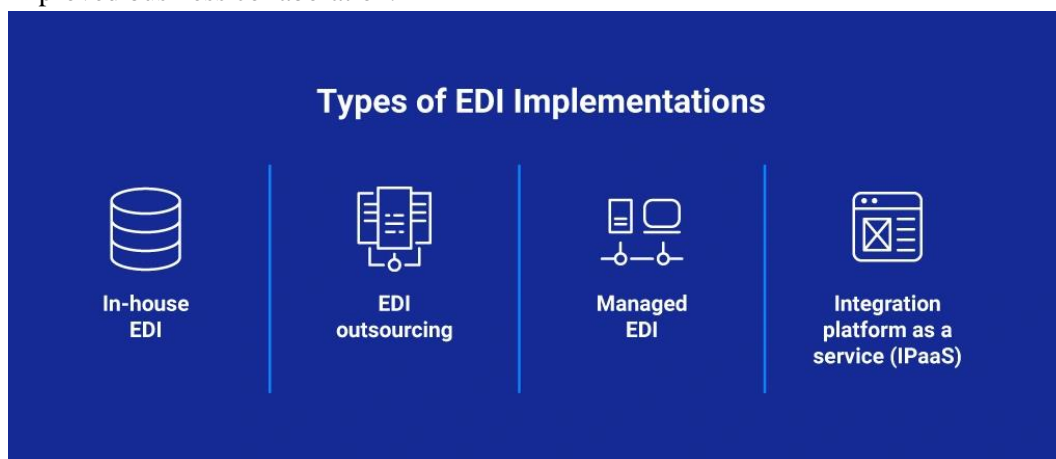 Types of EDI Implementations
In-house
EDI
EDI
outsourcing
Managed
EDI
Integration
platform as a
service (IPaaS)